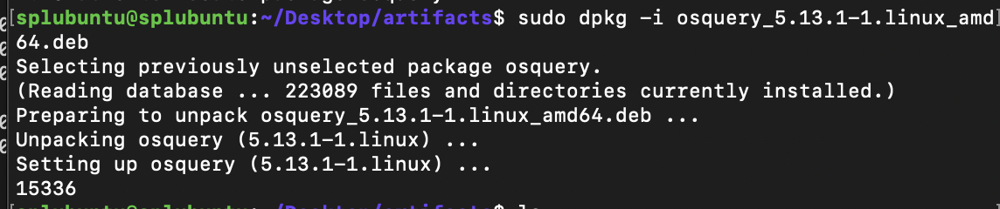 [splubuntu@splubuntu:~/Desktop/artifacts$ sudo dpkg -i osquery_5.13.1-1.linux_amd]
64.deb
Selecting previously unselected package osquery.
(Reading database ... 223089 files and directories currently installed.)
Preparing to unpack osquery_5.13.1-1.linux_amd64.deb ...
Unpacking osquery (5.13.1-1.linux) ...
Setting up osquery (5.13.1-1.linux) ...
15336